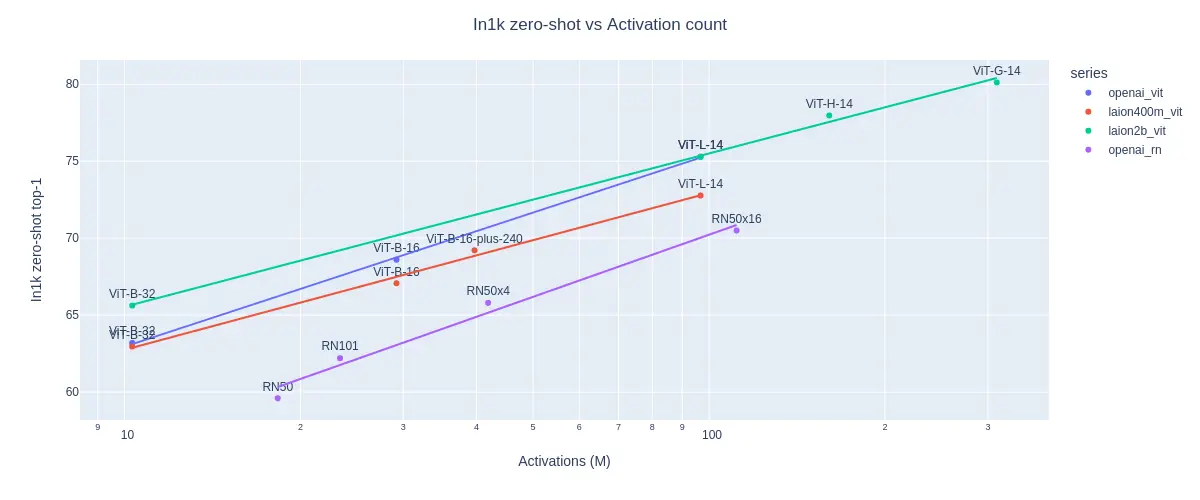 In1k zero-shot vs Activation count
series
openai_vit
laion400m_vit
laion2b_vit
openai_rn
In1k zero-shot top-1
80
75
70
65
60
ViT-G-14
ViT-H-14
ViT-L-14
ViT-L-14
RN50x16
ViT-B-16
ViT-B-16-plus-240
ViT-B-16
ViT-B-32
RN50x4
ViT-B-32
ViT-B-32
RN101
RN50
9 10 2 3 4 5 6 7 8 9 100 2 3
Activations (M)